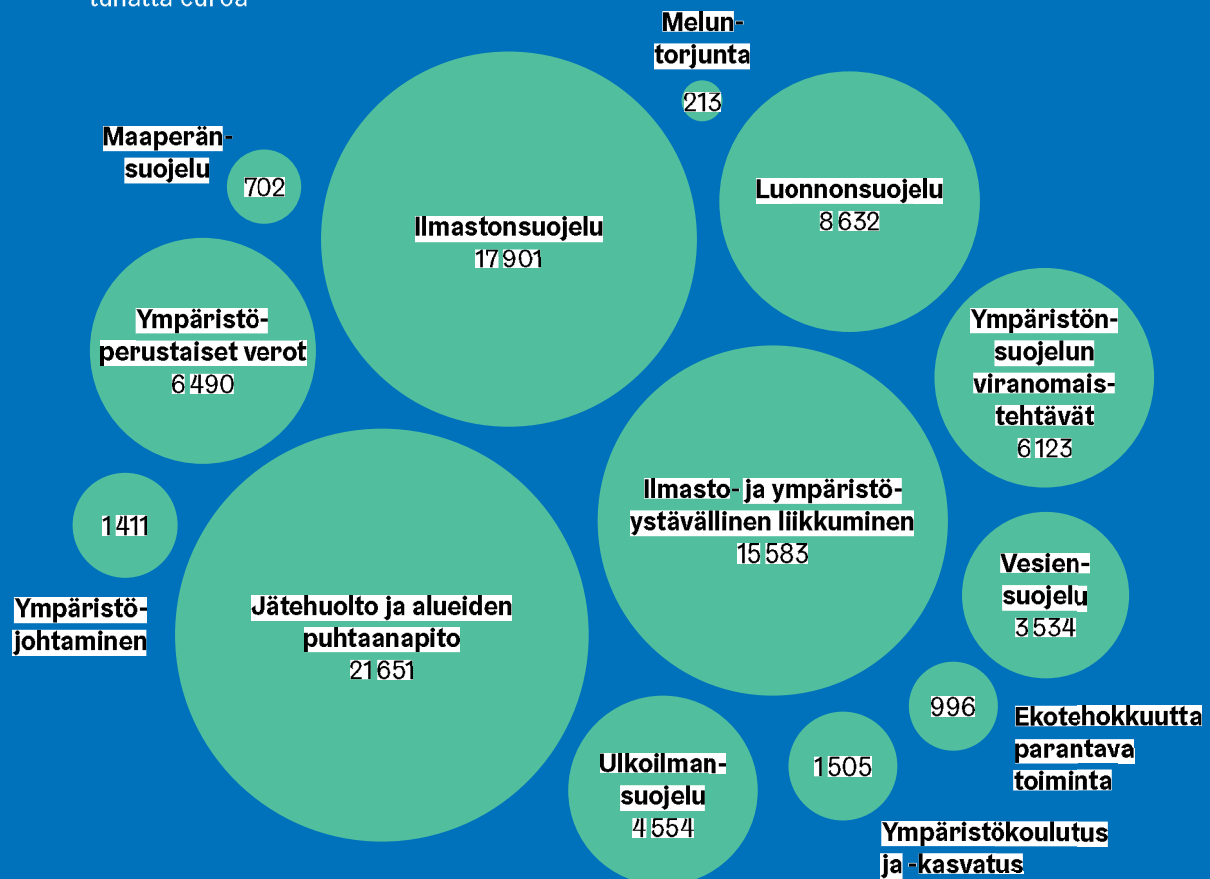 tuhatta euroa
Melun-
torjunta
213
Maaperän-
suojelu
702
Ilmastonsuojelu
17 901
Luonnonsuojelu
8 632
Ympäristö-
perustaiset verot
6 490
Ympäristön-
suojelun
viranomais-
tehtävät
6 123
1 411
Ympäristö-
johtaminen
Ilmasto- ja ympäristö-
ystävällinen liikkuminen
15 583
Jätehuolto ja alueiden
puhtaanapito
21 651
Vesien-
suojelu
3 534
996
Ekotehokkuutta
parantava
toiminta
Ulkoilman-
suojelu
4 554
1 505
Ympäristökoulutus
ja -kasvatus